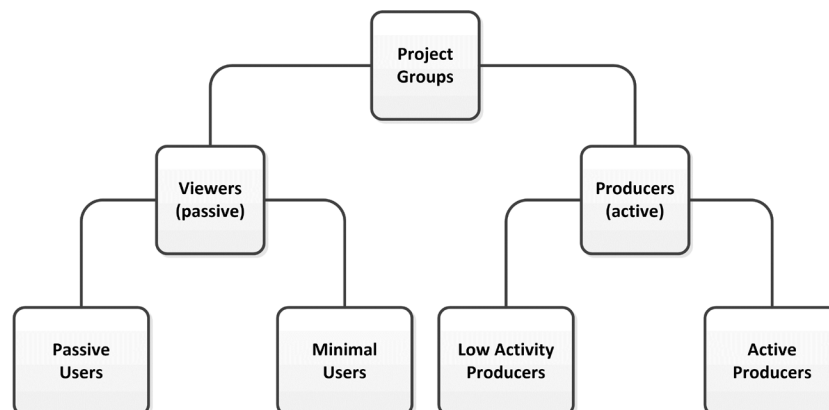 Project
Groups
Viewers
(passive)
Producers
(active)
Passive
Users
Minimal
Users
Low Activity
Producers
Active
Producers